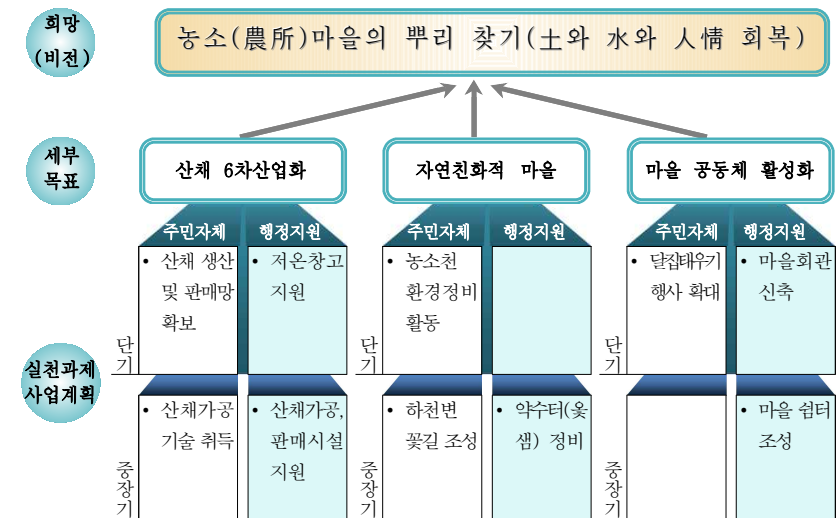 희망
(비전)
농소(農所)마을의 뿌리 찾기(土와 水와 人情 회복)
세부
목표
산채 6차산업화
자연친화적 마을
마을 공동체 활성화
실천과제
사업계획
주민자체
행정지원
단기
• 산채 생산
및 판매망
확보
• 저온창고
지원
중장기
• 산채가공
기술 취득
• 산채가공,
판매시설
지원
주민자체
행정지원
단기
• 농소천
환경정비
활동
중장기
• 하천변
꽃길 조성
• 약수터(옻
샘) 정비
주민자체
행정지원
단기
• 달집태우기
행사 확대
• 마을회관
신축
중장기
• 마을 쉼터
조성